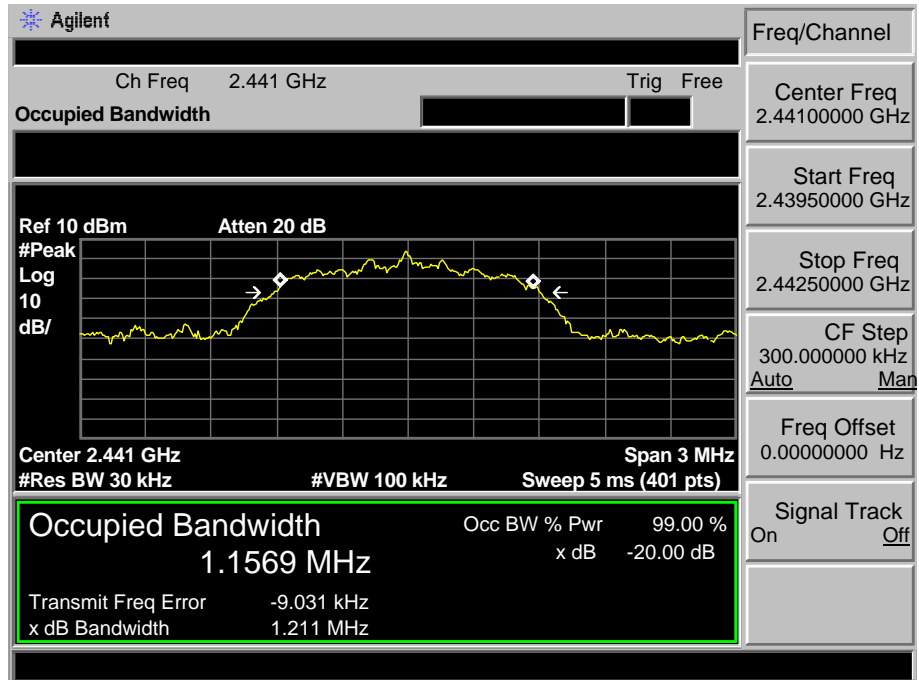 Agilent
Freq/Channel
Ch Freq 2.441 GHz Trig Free
Occupied Bandwidth
Center Freq
2.44100000 GHz
Start Freq
2.43950000 GHz
Ref 10 dBm Atten 20 dB
#Peak
Log
10
dB/
Stop Freq
2.44250000 GHz
CF Step
300.000000 kHz
Auto Man
Freq Offset
0.00000000 Hz
Center 2.441 GHz Span 3 MHz
#Res BW 30 kHz #VBW 100 kHz Sweep 5 ms (401 pts)
Signal Track
On Off
Occupied Bandwidth
1.1569 MHz
Occ BW % Pwr 99.00 %
x dB -20.00 dB
Transmit Freq Error -9.031 kHz
x dB Bandwidth 1.211 MHz